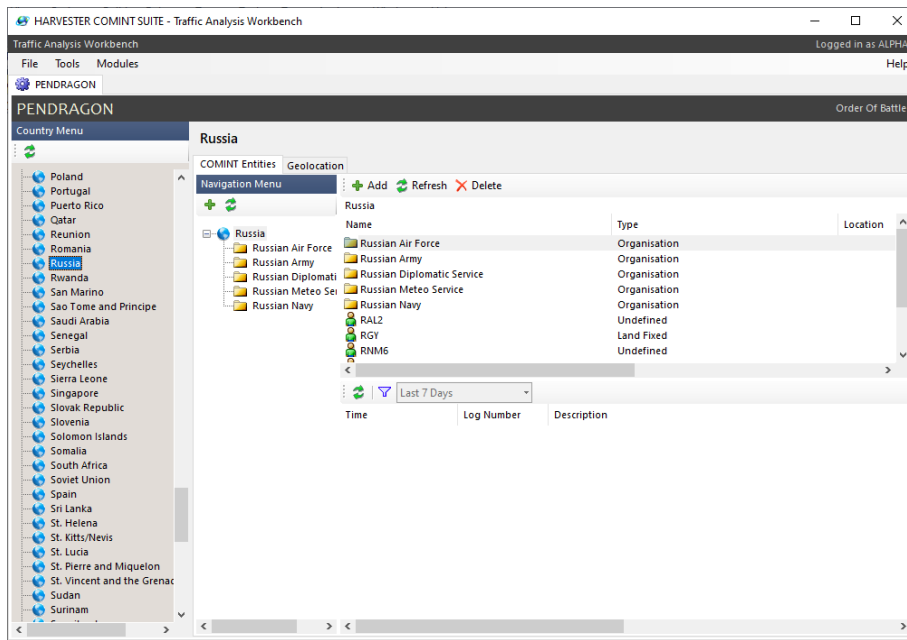 HARVESTER COMINT SUITE - Traffic Analysis Workbench
Traffic Analysis Workbench
Logged in as ALPHA
File Tools Modules
Help
PENDRAGON
PENDRAGON
Order Of Battle
Country Menu
Poland
Portugal
Puerto Rico
Qatar
Reunion
Romania
Russia
Rwanda
San Marino
Sao Tome and Principe
Saudi Arabia
Senegal
Serbia
Seychelles
Sierra Leone
Singapore
Slovak Republic
Slovenia
Solomon Islands
Somalia
South Africa
Soviet Union
Spain
Sri Lanka
St. Helena
St. Kitts/Nevis
St. Lucia
St. Pierre and Miquelon
St. Vincent and the Grenac
Sudan
Surinam
Russia
COMINT Entities Geolocation
Navigation Menu
Russia
Russian Air Force
Russian Army
Russian Diplomati
Russian Meteo Ser
Russian Navy
Add Refresh Delete
Russia
Name Type Location
Russian Air Force Organisation
Russian Army Organisation
Russian Diplomatic Service Organisation
Russian Meteo Service Organisation
Russian Navy Organisation
RAL2 Undefined
RGY Land Fixed
RNM6 Undefined
Last 7 Days
Time Log Number Description